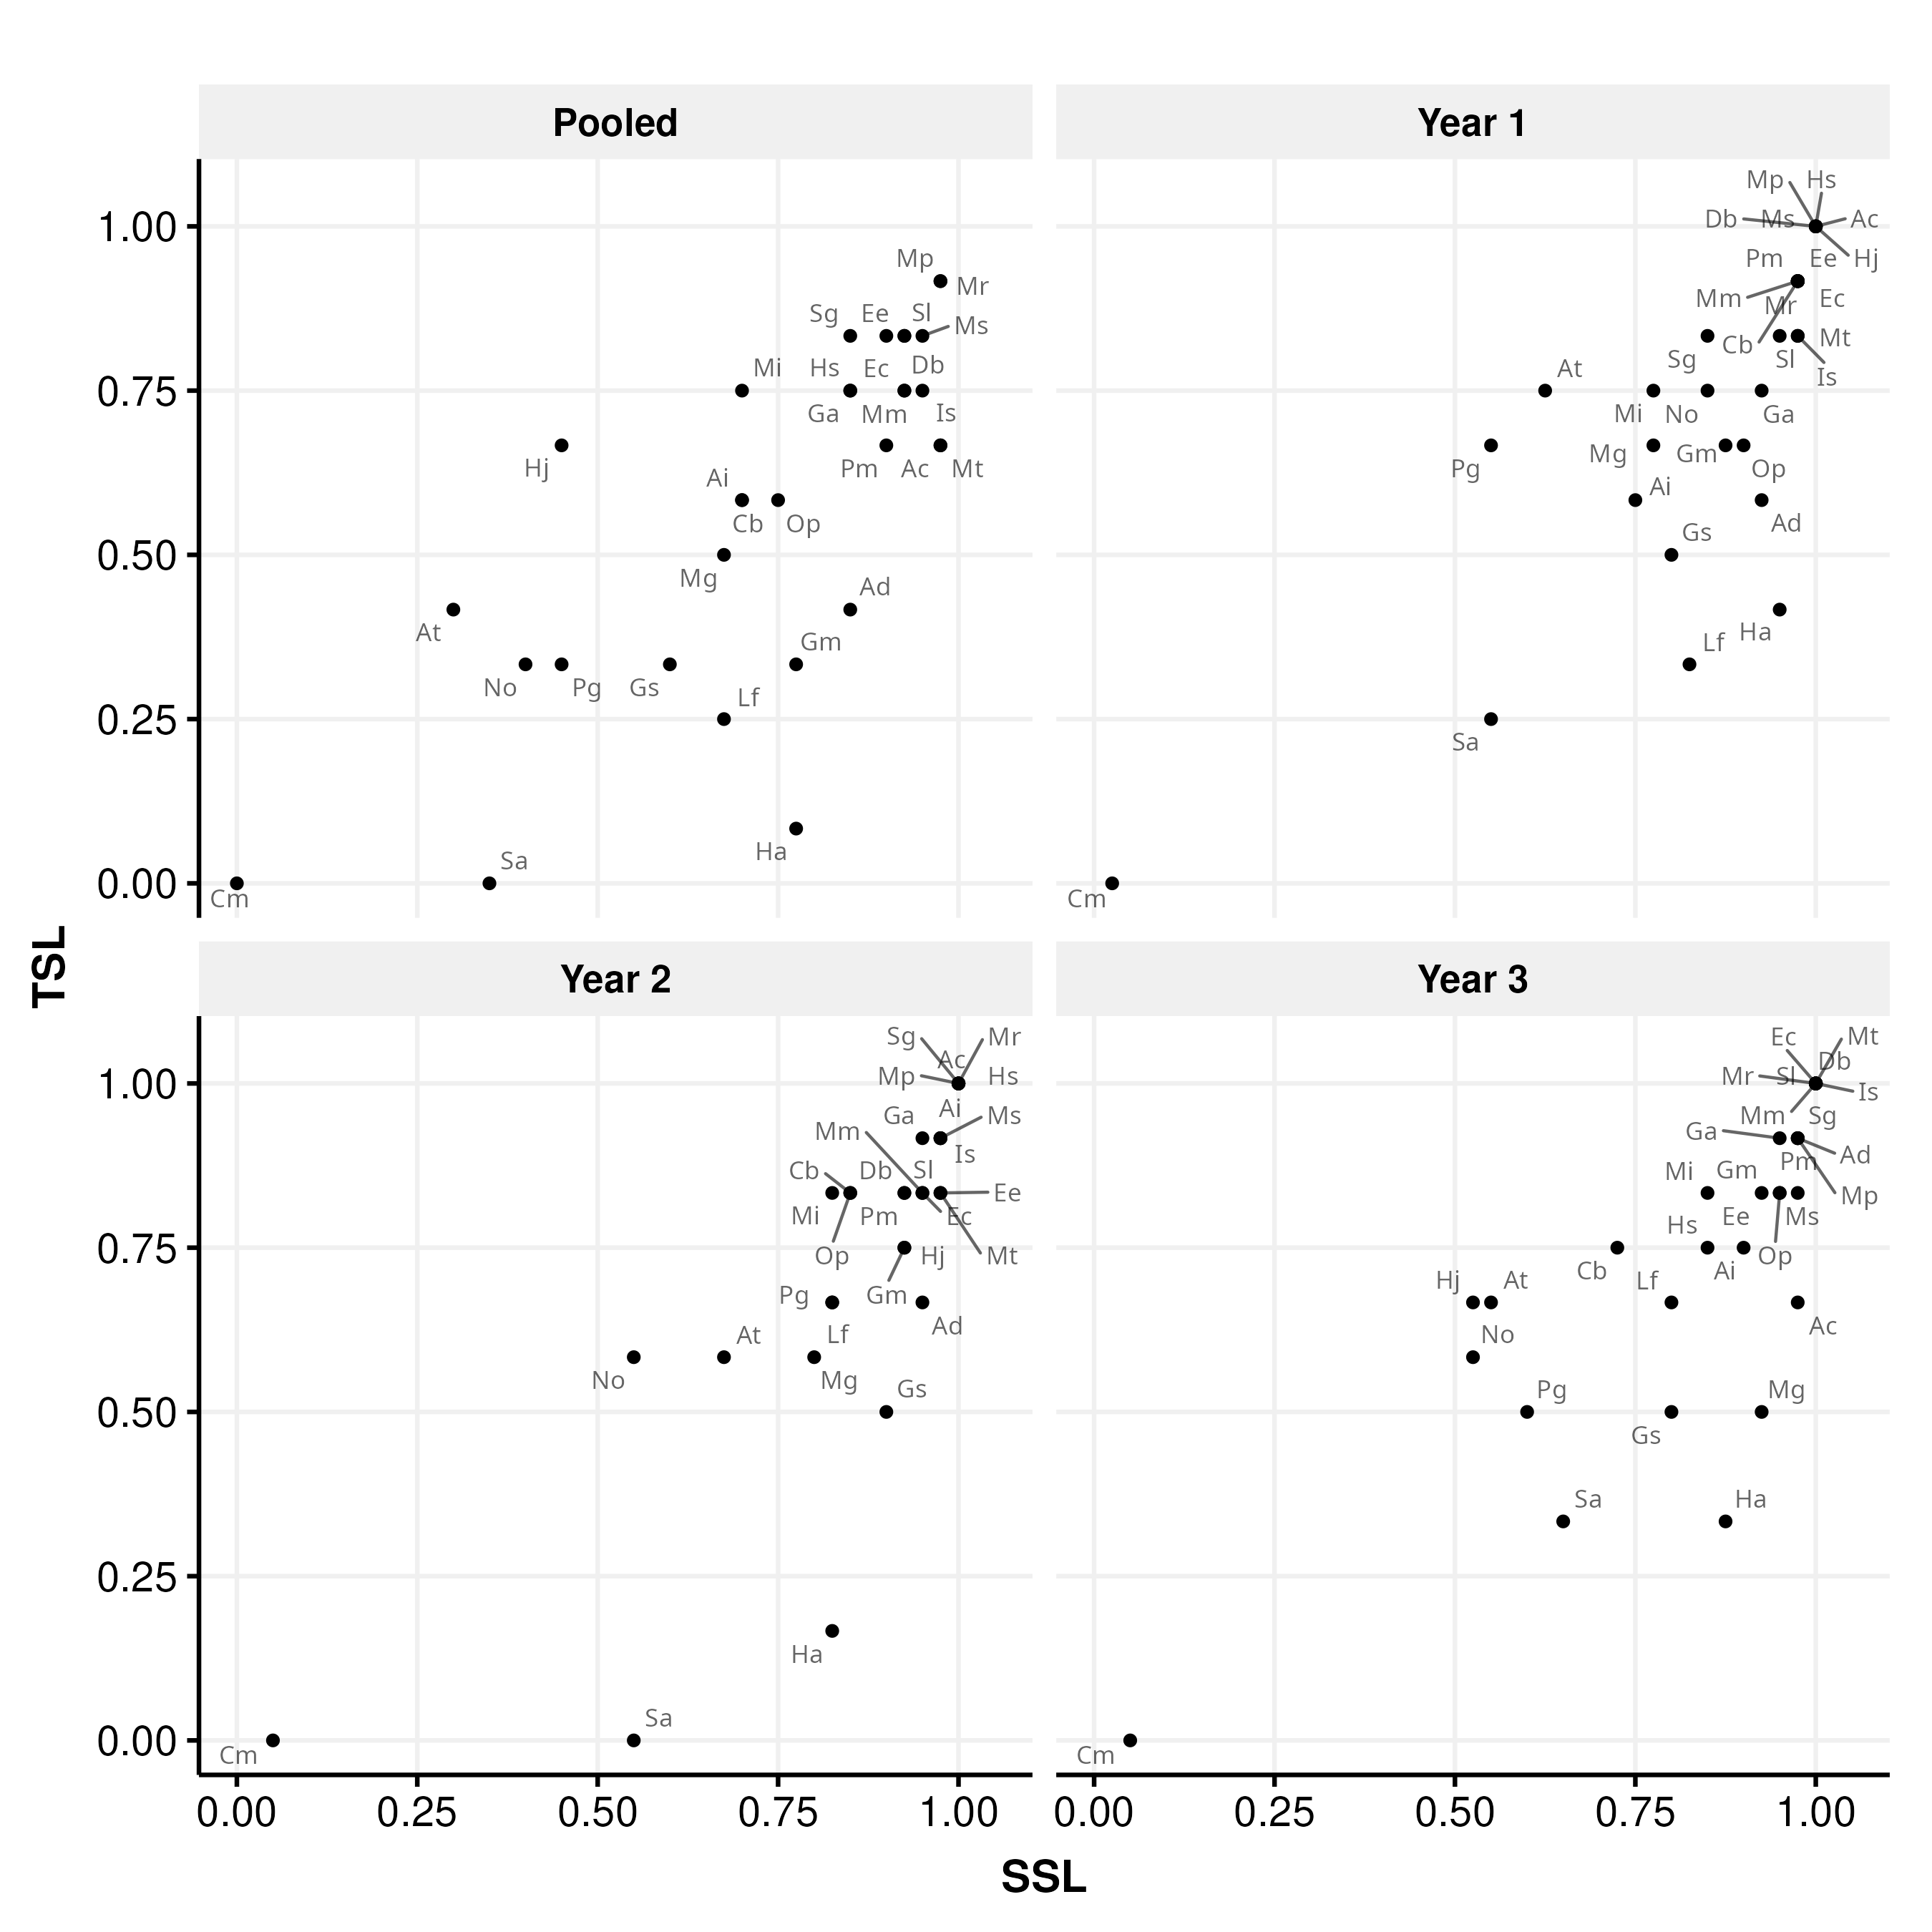 Pooled
Year 1
1.00
0.75
0.50
0.25
0.00
Mp
Mr
Sg Ee Sl
Ms
Mi Hs Ec Db
Ga Mm Is
Hj Pm Ac Mt
Ai
Cb Op
Mg
Ad
At
Gm
No Pg Gs
Lf
Ha
Sa
Cm
Mp Hs
Db Ms Ac
Pm Ee Hj
Mm Mr Ec
Cb Mt
Sg Sl
At Is
Mi No Ga
Mg Gm
Pg Op
Ai
Ad
Gs
Ha
Lf
Sa
Cm
TSL
Year 2
Year 3
1.00
0.75
0.50
0.25
0.00
Sg Mr
Ac
Mp Hs
Ga Ai Ms
Mm
Is
Cb Db Sl
Ee
Mi Pm Ec
Op Hj Mt
Pg Gm
Ad
At Lf
No Mg
Gs
Ha
Sa
Cm
Ec Mt
Db
Mr Sl Is
Mm Sg
Ga
Pm Ad
Mi Gm
Mp
Hs Ee Ms
Op
Cb Ai
Hj At Lf
Ac
No
Pg Mg
Gs
Sa Ha
Cm
0.00 0.25 0.50 0.75 1.00
0.00 0.25 0.50 0.75 1.00
SSL